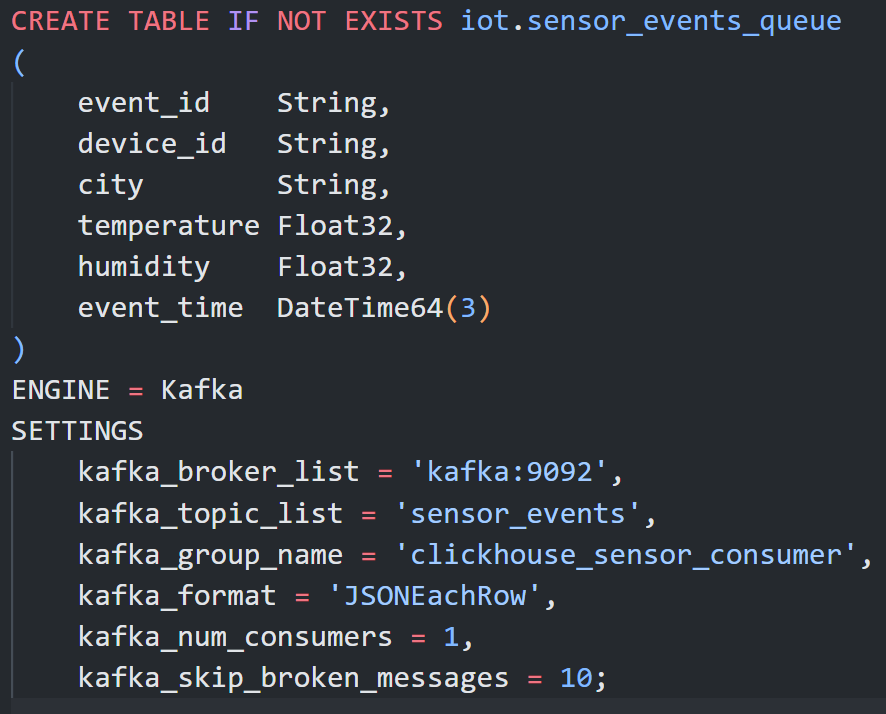 CREATE TABLE IF NOT EXISTS iot.sensor_events_queue
(
    event_id    String,
    device_id   String,
    city        String,
    temperature Float32,
    humidity    Float32,
    event_time  DateTime64(3)
)
ENGINE = Kafka
SETTINGS
    kafka_broker_list = 'kafka:9092',
    kafka_topic_list = 'sensor_events',
    kafka_group_name = 'clickhouse_sensor_consumer',
    kafka_format = 'JSONEachRow',
    kafka_num_consumers = 1,
    kafka_skip_broken_messages = 10;